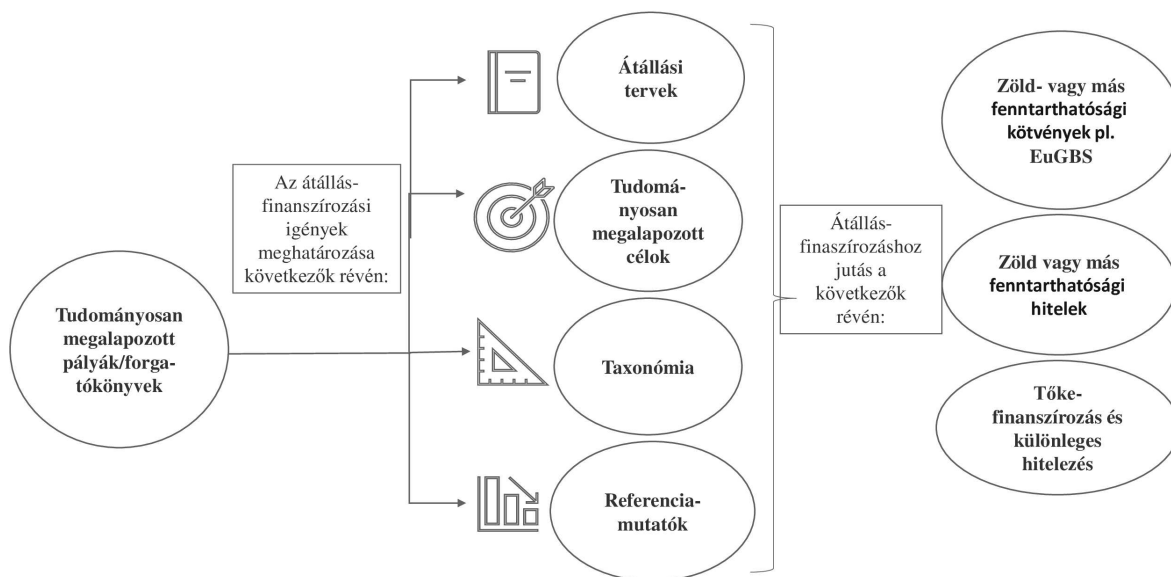 Tudományosan
megalapozott
pályák/forga-
tókönyvek
Az átállás-
finanszírozási
igények
meghatározása
következők révén:
Átállási
tervek
Tudomá-
nyosan
megalapozott
célok
Taxonómia
Referencia-
mutatók
Átállás-
finaszírozáshoz
jutás a
következők
révén:
Zöld- vagy más
fenntarthatósági
kötvények pl.
EuGBS
Zöld vagy más
fenntarthatósági
hitelek
Tőke-
finanszírozás és
különleges
hitelezés